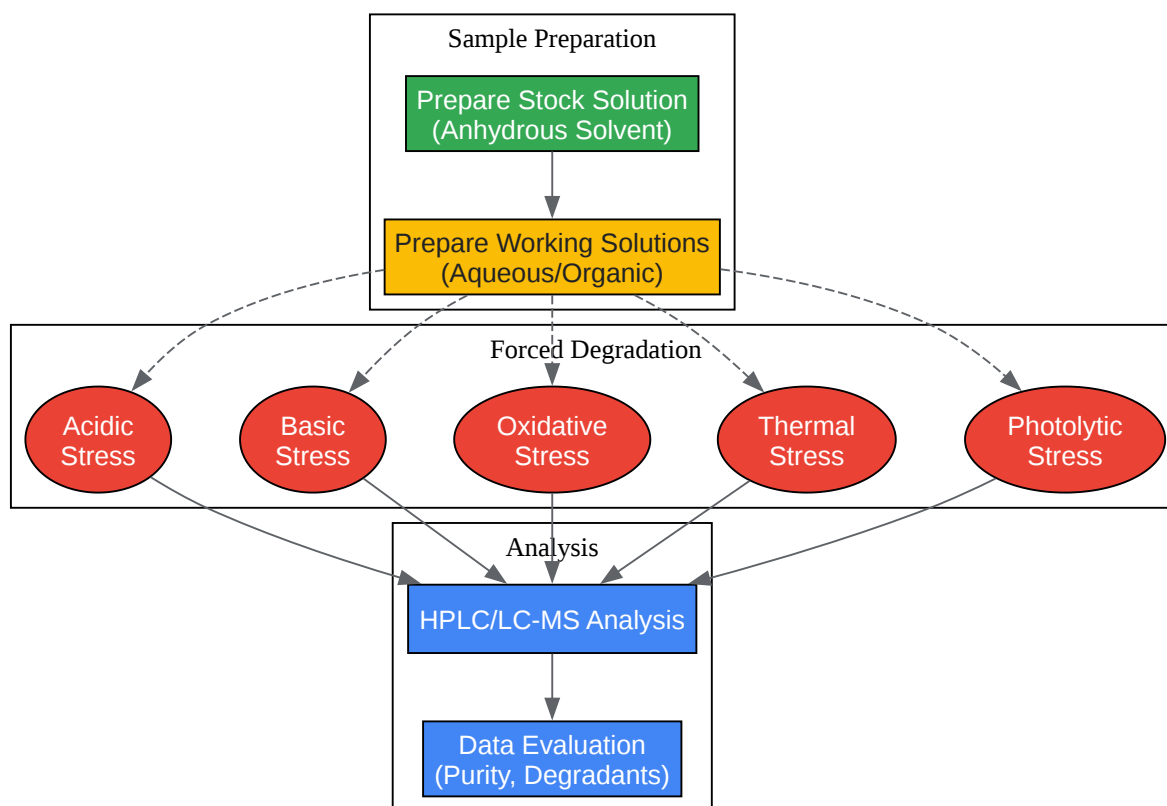 Sample Preparation
Prepare Stock Solution
(Anhydrous Solvent)
Prepare Working Solutions
(Aqueous/Organic)
Forced Degradation
Acidic
Stress
Basic
Stress
Oxidative
Stress
Thermal
Stress
Photolytic
Stress
Analysis
HPLC/LC-MS Analysis
Data Evaluation
(Purity, Degradants)